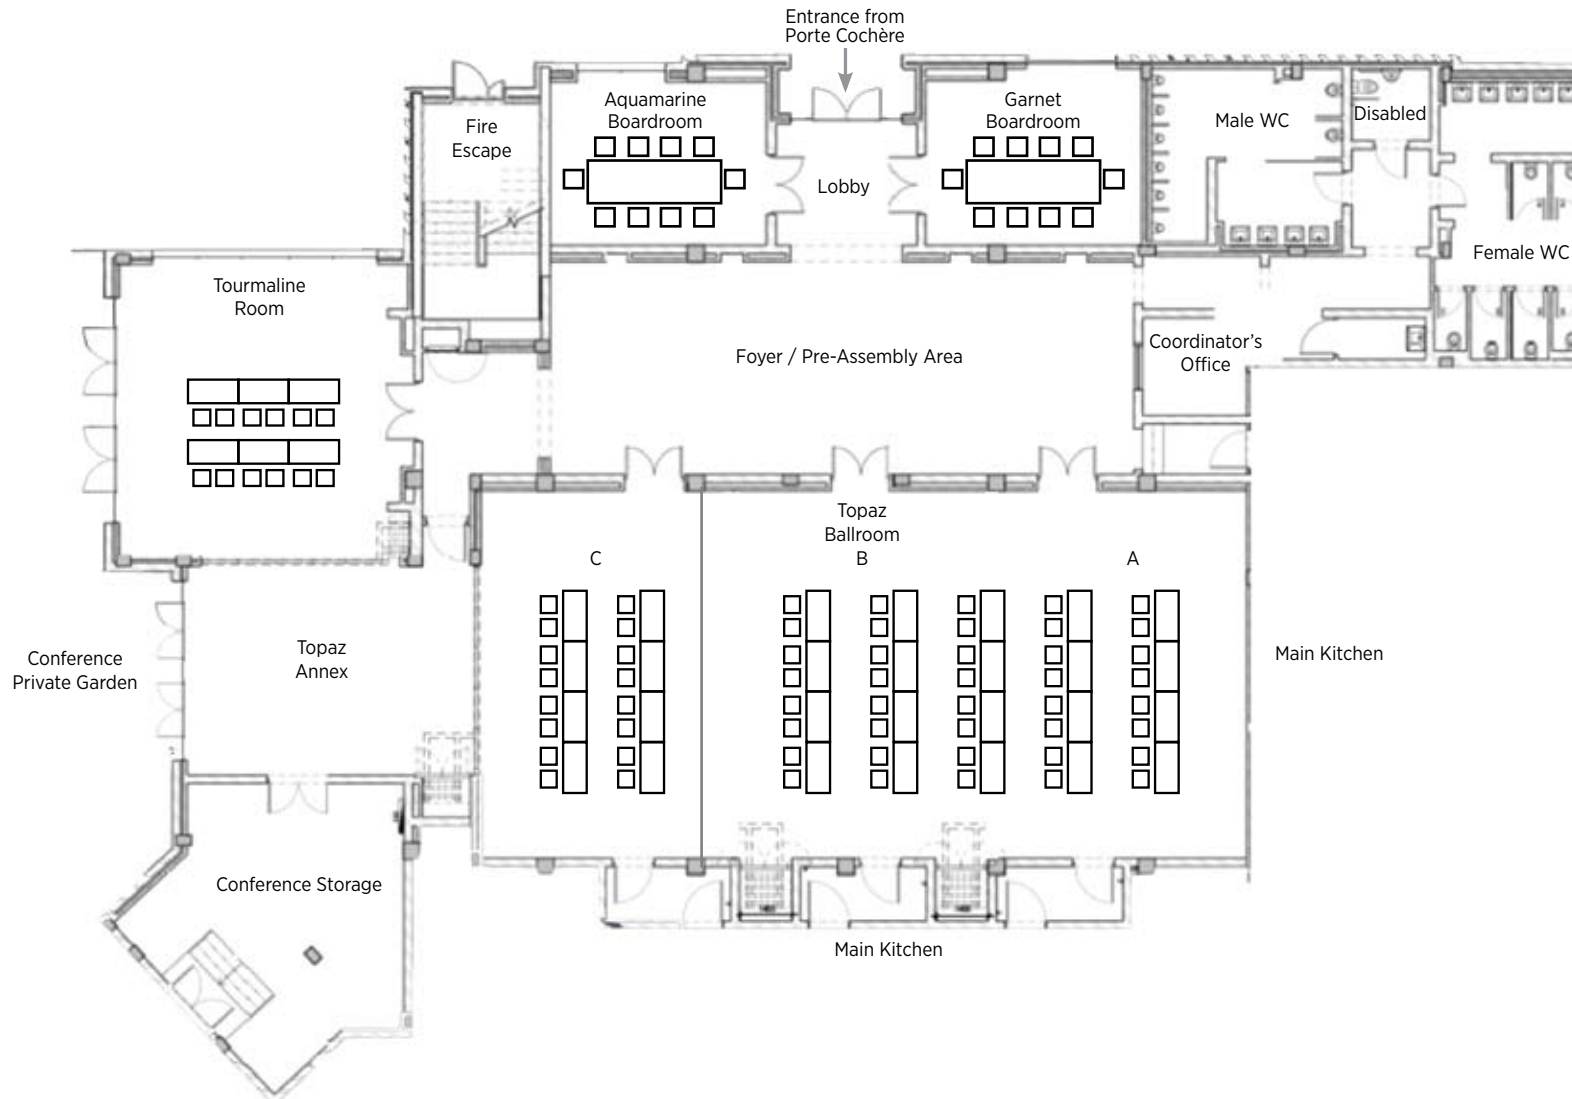 Entrance from
Porte Cochère
Aquamarine
Boardroom
Garnet
Boardroom
Fire
Escape
Male WC
Disabled
Lobby
Female WC
Tourmaline
Room
Foyer / Pre-Assembly Area
Coordinator's
Office
Topaz
Ballroom
C
B
A
Conference
Private Garden
Topaz
Annex
Main Kitchen
Conference Storage
Main Kitchen